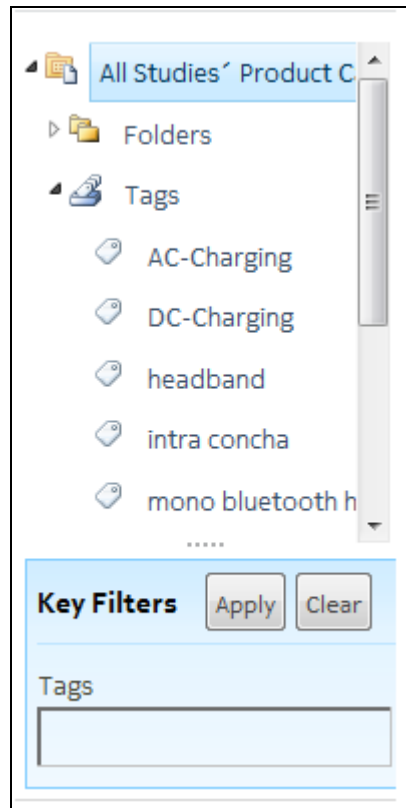 All Studies´ Product C
Folders
Tags
AC-Charging
DC-Charging
headband
intra concha
mono bluetooth h
Key Filters Apply Clear
Tags